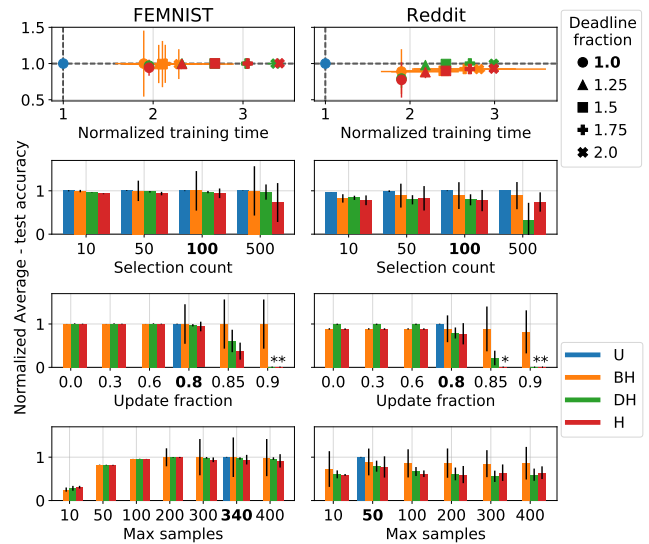 FEMNIST
Reddit
Deadline
fraction
1.0
1.25
1.5
1.75
2.0
1.5
1.0
0.5
1 2 3
1 2 3
Normalized training time
Normalized training time
Normalized Average - test accuracy
1
0
1
0
10 50 100 500
10 50 100 500
Selection count
Selection count
1
0
**
* **
0.0 0.3 0.6 0.8 0.85 0.9
0.0 0.3 0.6 0.8 0.85 0.9
Update fraction
Update fraction
U
BH
DH
H
1
0
10 50 100 200 300 340 400
10 50 100 200 300 400
Max samples
Max samples